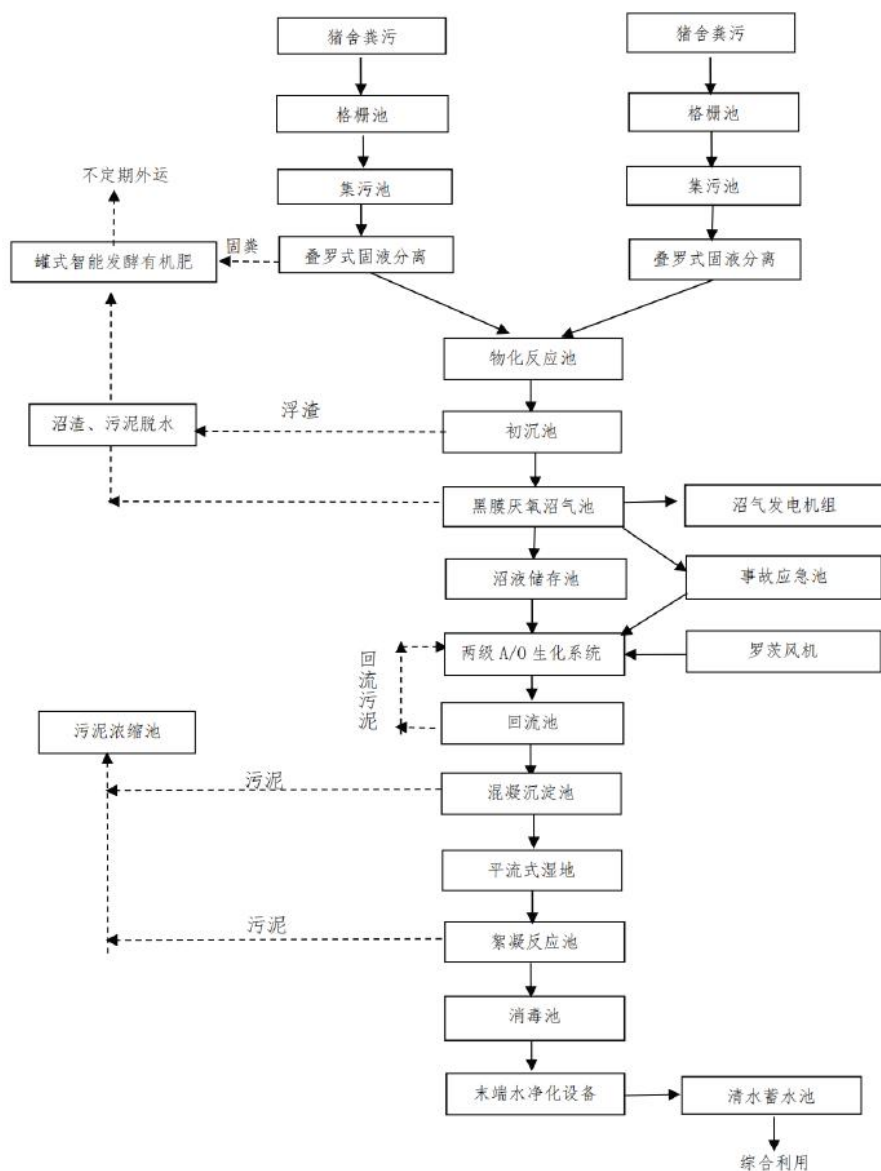 猪舍粪污
猪舍粪污
格栅池
格栅池
集污池
集污池
不定期外运
固粪
罐式智能发酵有机肥
叠罗式固液分离
叠罗式固液分离
物化反应池
浮渣
沼渣、污泥脱水
初沉池
黑膜厌氧沼气池
沼气发电机组
沼液储存池
事故应急池
回流污泥
两级 A/O 生化系统
罗茨风机
污泥浓缩池
回流池
污泥
混凝沉淀池
平流式湿地
污泥
絮凝反应池
消毒池
末端水净化设备
清水蓄水池
综合利用